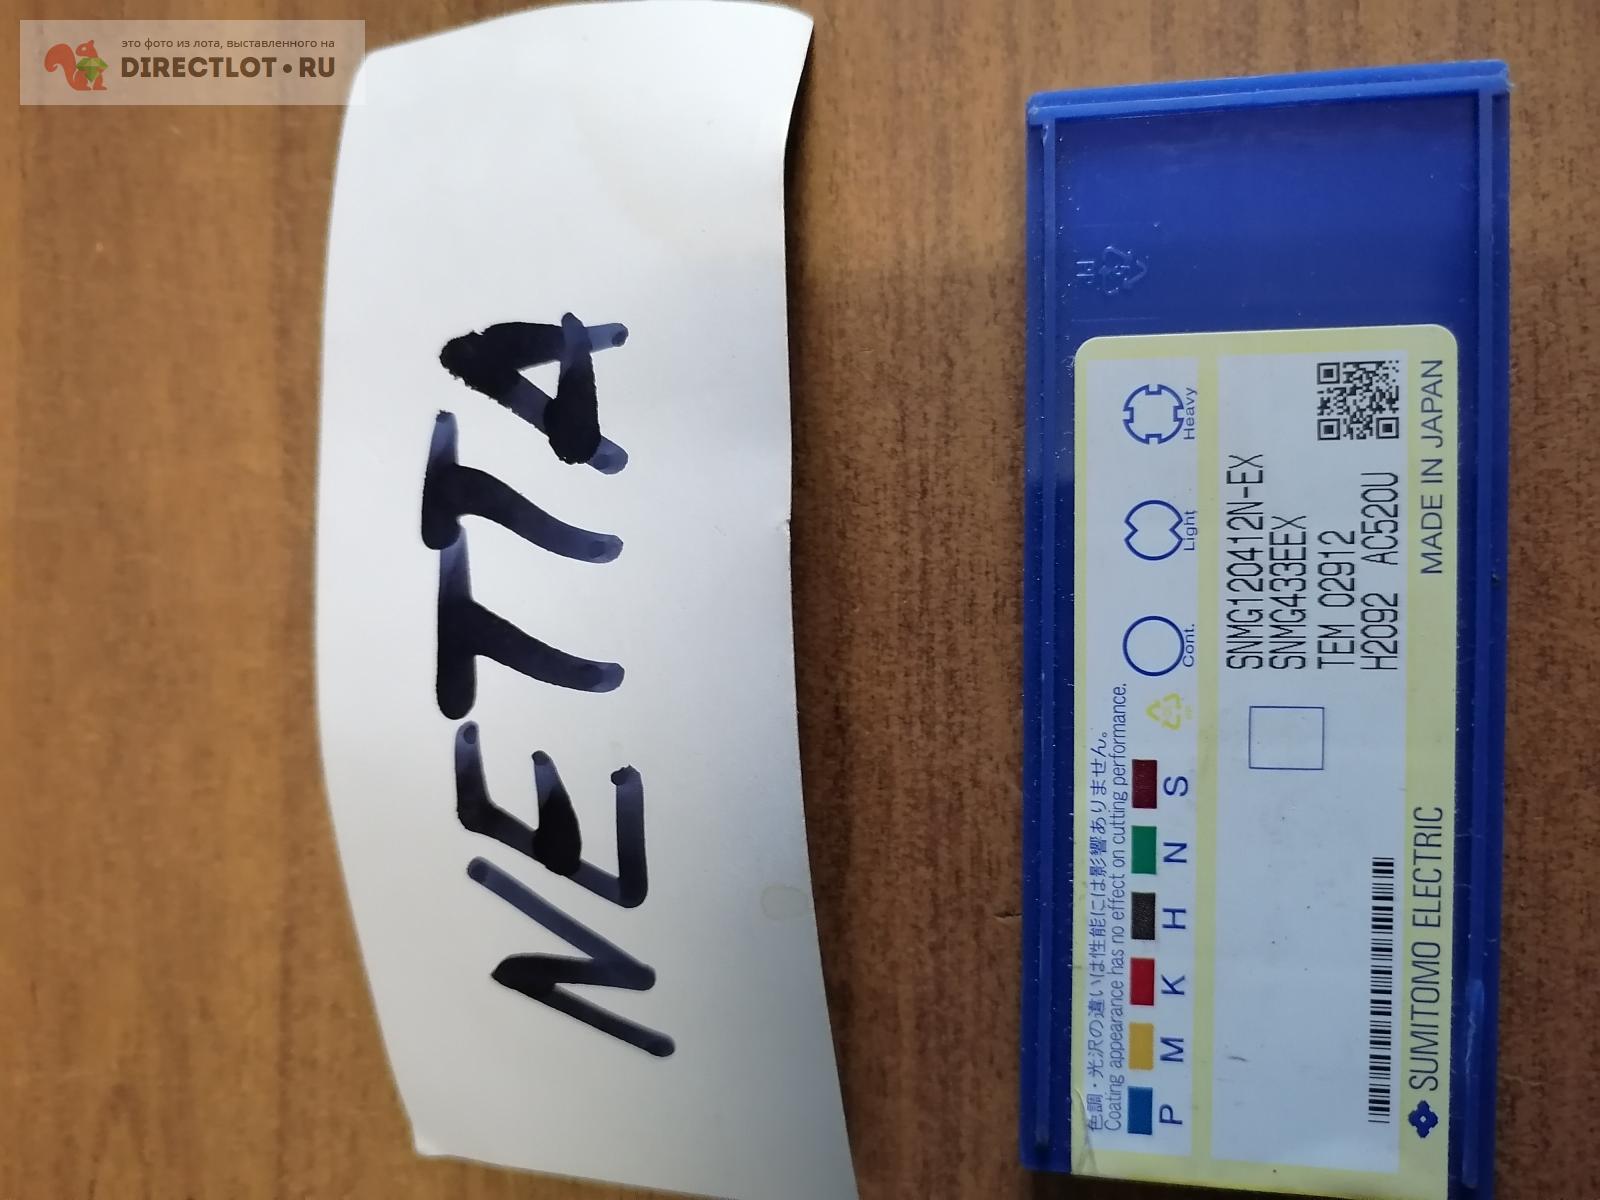 это фото из лота, выставленного на
DIRECTLOT•RU
NETTA
色調・光沢の違いは性能には影響ありません。
Coating appearance has no effect on cutting performance.
P M K H N S
Cont. Light Heavy
SNMG120412N-EX
SNMG433EEX
TEM 02912
H2092 AC520U
SUMITOMO ELECTRIC MADE IN JAPAN